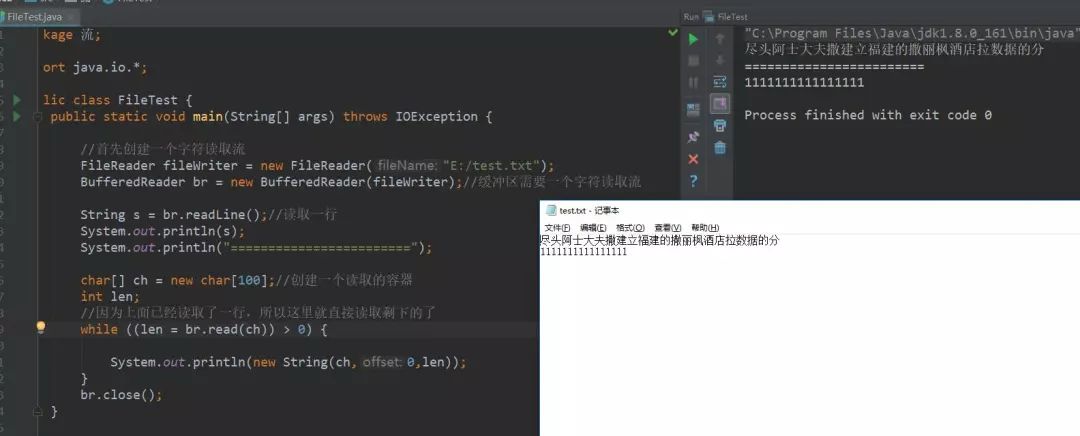 FileTest.java
kage 流;
ort java.io.*;
lic class FileTest {
public static void main(String[] args) throws IOException {
//首先创建一个字符读取流
FileReader fileWriter = new FileReader( fileName: "E:/test.txt");
BufferedReader br = new BufferedReader(fileWriter);//缓冲区需要一个字符读取流
String s = br.readLine();//读取一行
System.out.println(s);
System.out.println("========================");
char[] ch = new char[100];//创建一个读取的容器
int len;
//因为上面已经读取了一行，所以这里就直接读取剩下的了
while ((len = br.read(ch)) > 0) {
System.out.println(new String(ch, offset: 0,len));
}
br.close();
}
Run FileTest
"C:\Program Files\Java\jdk1.8.0_161\bin\java"
尽头阿士大夫撒建立福建的撒丽枫酒店拉数据的分
========================
1111111111111111
Process finished with exit code 0
test.txt - 记事本
文件(F) 编辑(E) 格式(O) 查看(V) 帮助(H)
尽头阿士大夫撒建立福建的撒丽枫酒店拉数据的分
1111111111111111